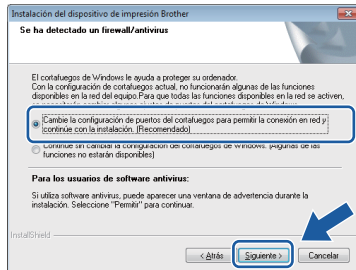 Instalación del dispositivo de impresión Brother
Se ha detectado un firewall/antivirus
El cortafuegos de Windows le ayuda a proteger su ordenador.
Con la configuración de cortafuegos actual, no funcionarán algunas de las funciones
disponibles en la red del equipo.Para que todas las funciones disponibles en la red se activen,
Cambie la configuración de puertos del cortafuegos para permitir la conexión en red y
continúe con la instalación. (Recomendado)
Continúe sin cambiar la configuración del cortafuegos de Windows. (Algunas de las
funciones no estarán disponibles)
Para los usuarios de software antivirus:
Si utiliza software antivirus, puede aparecer una ventana de advertencia durante la
instalación. Seleccione "Permitir" para continuar.
InstallShield
< Atrás
Siguiente >
Cancelar